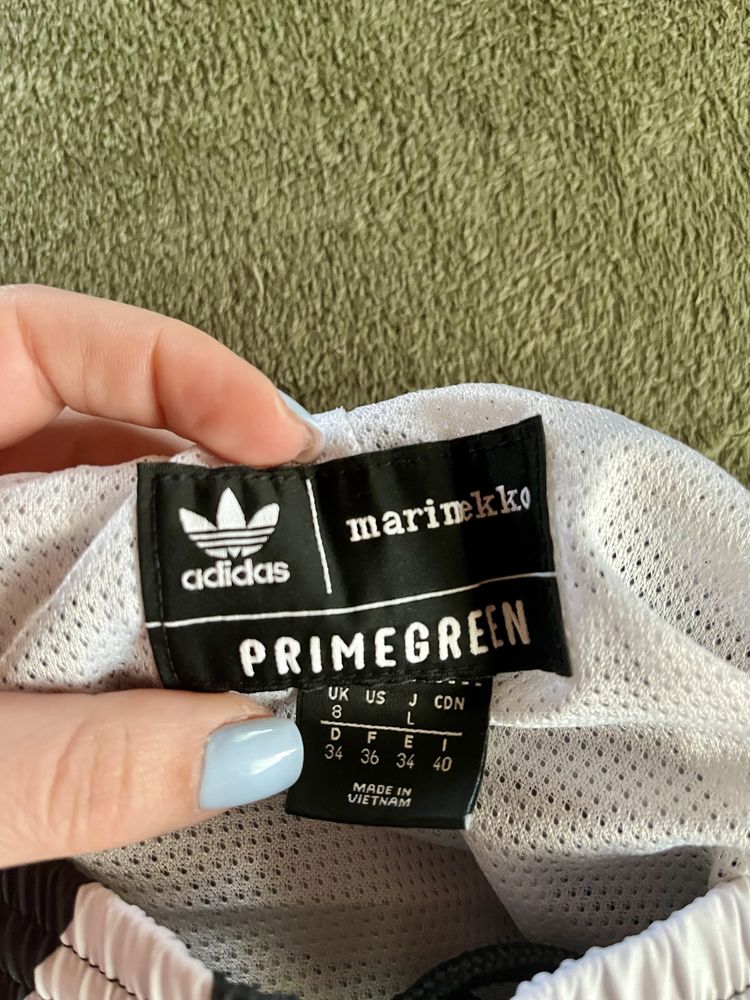 adidas
marimekko
PRIMEGREEN
UK US J CDN
8 L
D F E I
34 36 34 40
MADE IN
VIETNAM